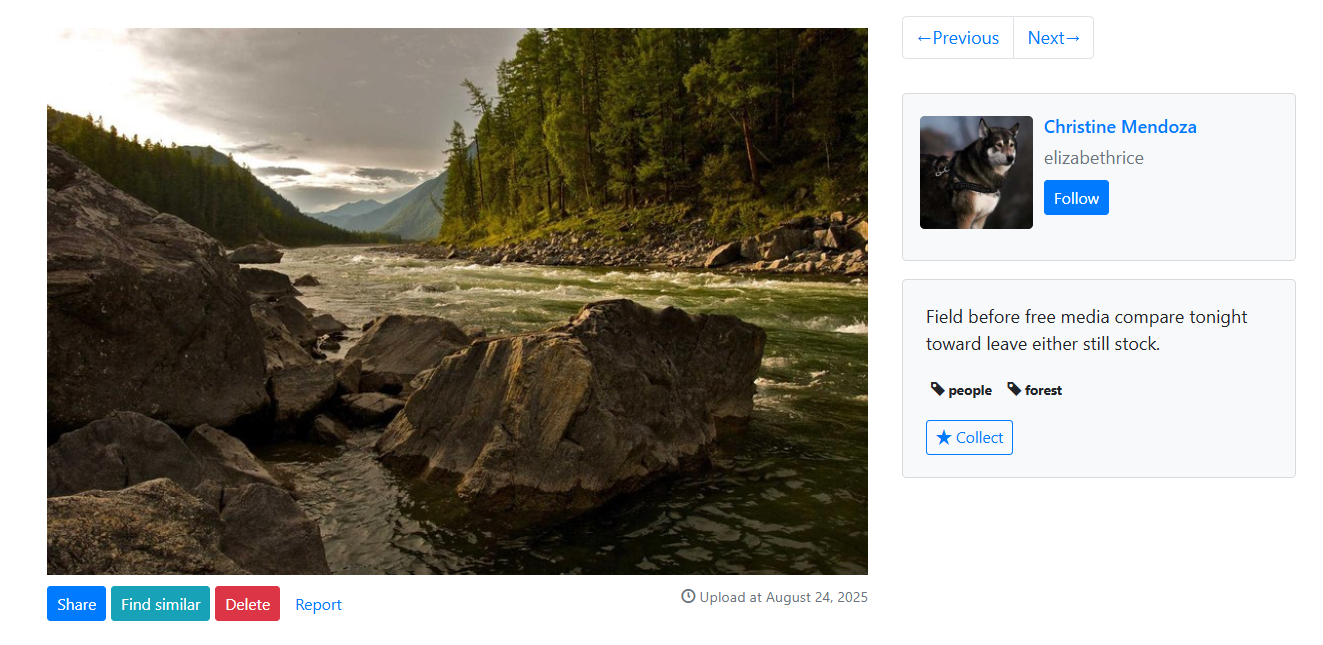 ←Previous
Next→
Christine Mendoza
elizabethrice
Follow
Field before free media compare tonight
toward leave either still stock.
people forest
Collect
Share Find similar Delete Report
Upload at August 24, 2025